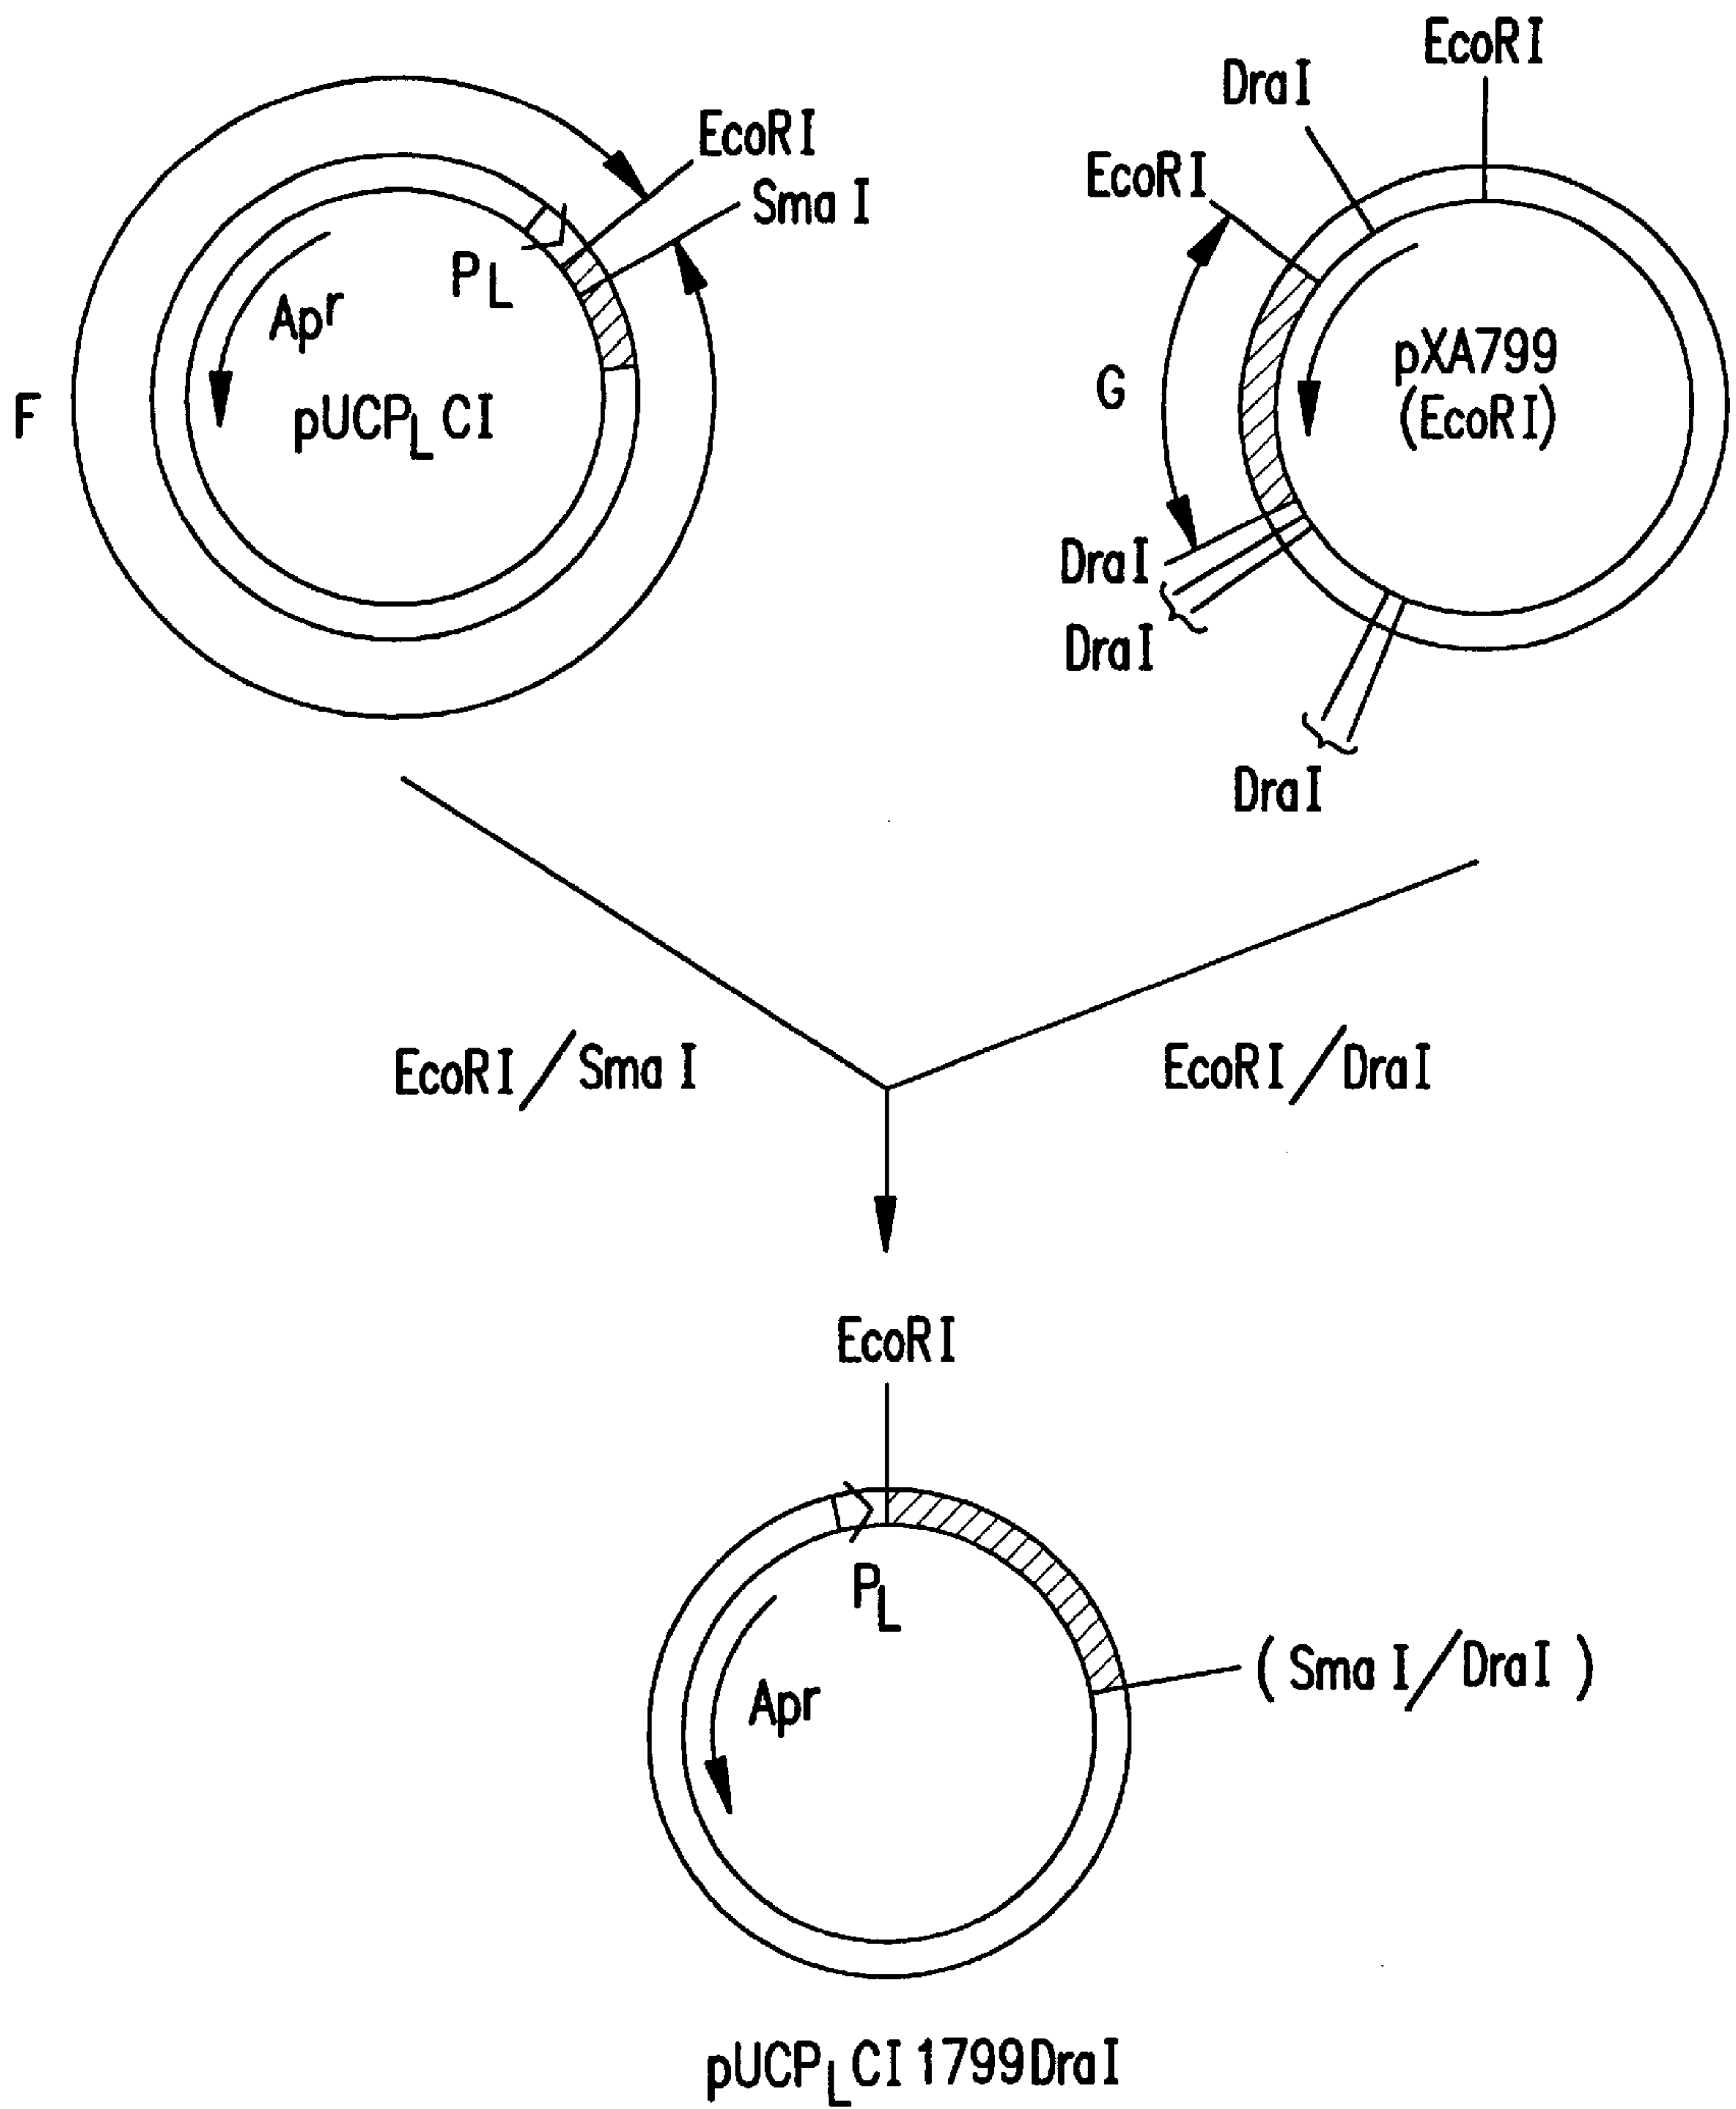 EcoRI
SmaI
PL
Apr
pUCPLCI
F
EcoRI
DraI
EcoRI
G
pXA799
(EcoRI)
DraI
DraI
DraI
EcoRI/SmaI
EcoRI/DraI
EcoRI
PL
Apr
(SmaI/DraI)
pUCPLCI1799DraI